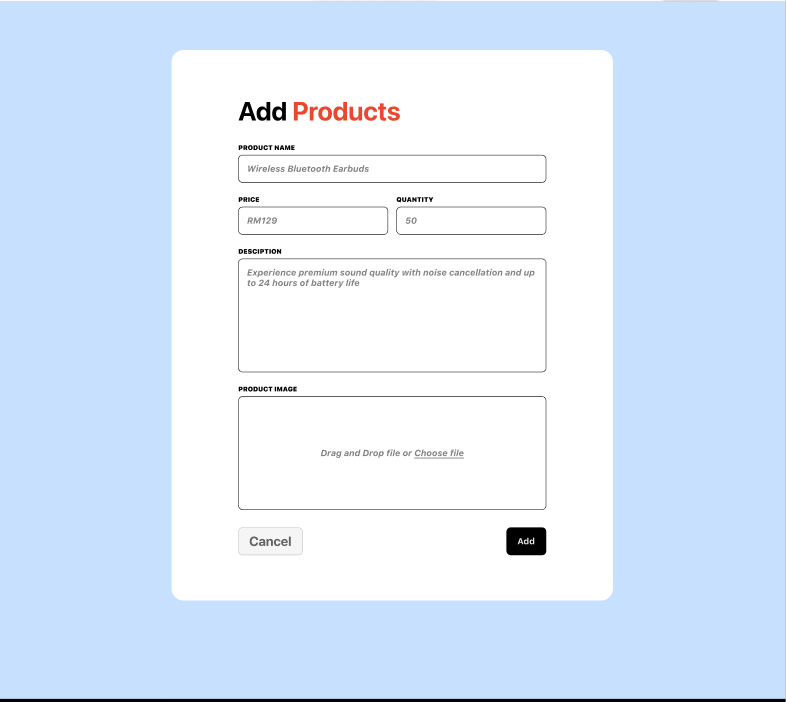 Add Products
PRODUCT NAME
Wireless Bluetooth Earbuds
PRICE
QUANTITY
RM129
50
DESCIPTION
Experience premium sound quality with noise cancellation and up
to 24 hours of battery life
PRODUCT IMAGE
Drag and Drop file or Choose file
Cancel
Add